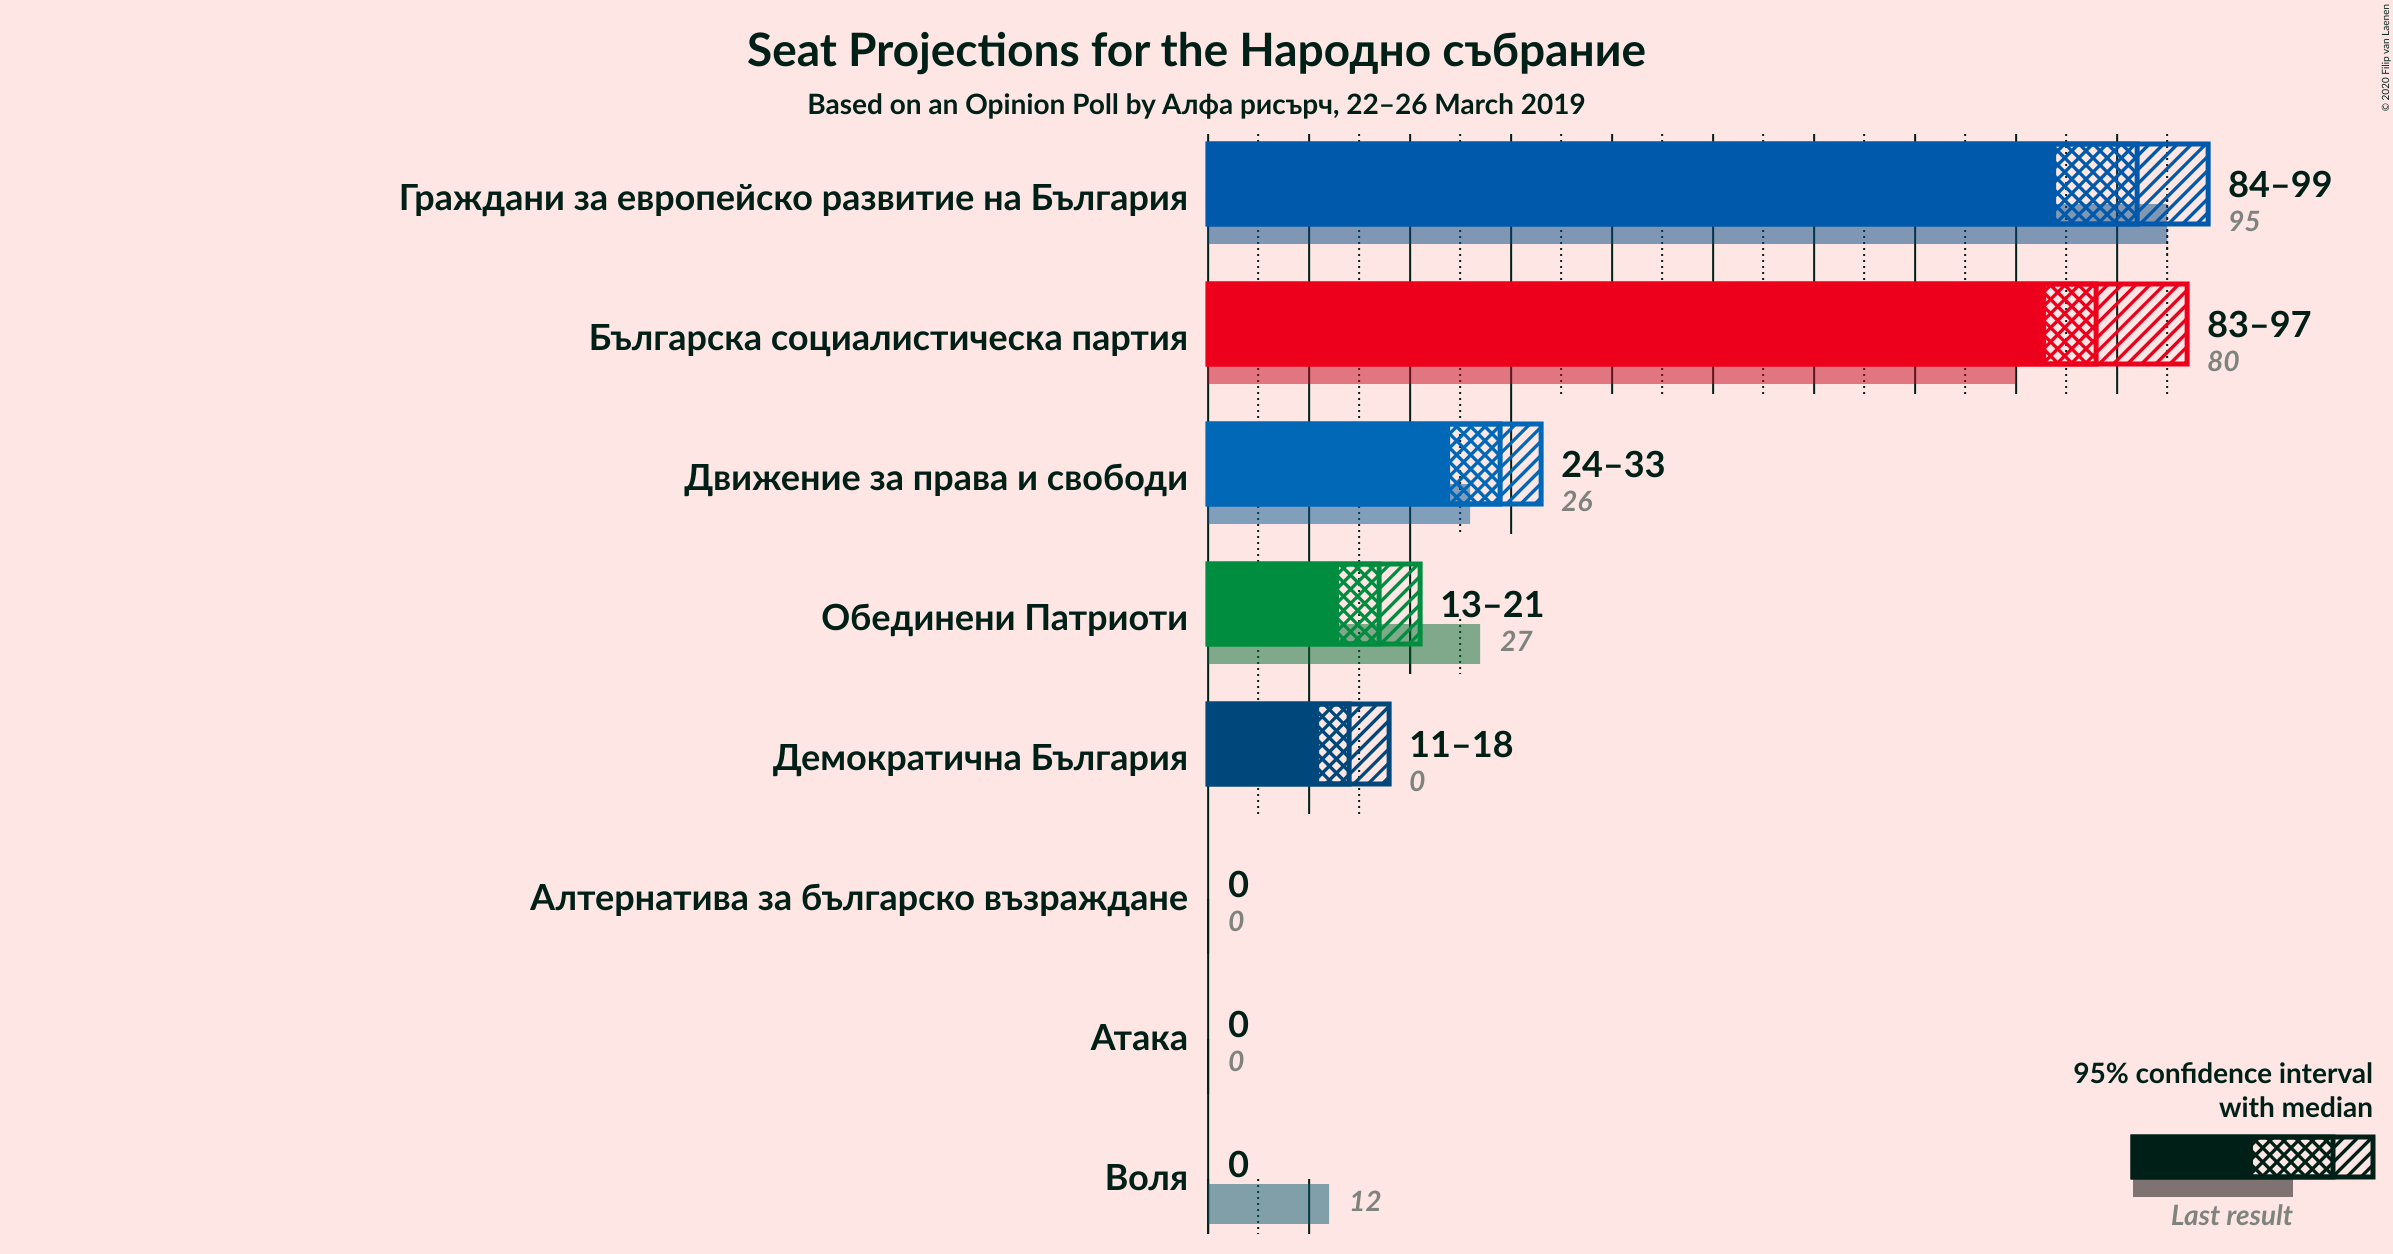 Seat Projections for the Народно събрание
Based on an Opinion Poll by Алфа рисърч, 22–26 March 2019
© 2020 Filip van Laenen
Граждани за европейско развитие на България
84–99
95
Българска социалистическа партия
83–97
80
Движение за права и свободи
24–33
26
Обединени Патриоти
13–21
27
Демократична България
11–18
0
Алтернатива за българско възраждане
0
0
Атака
0
0
Воля
0
12
95% confidence interval
with median
Last result